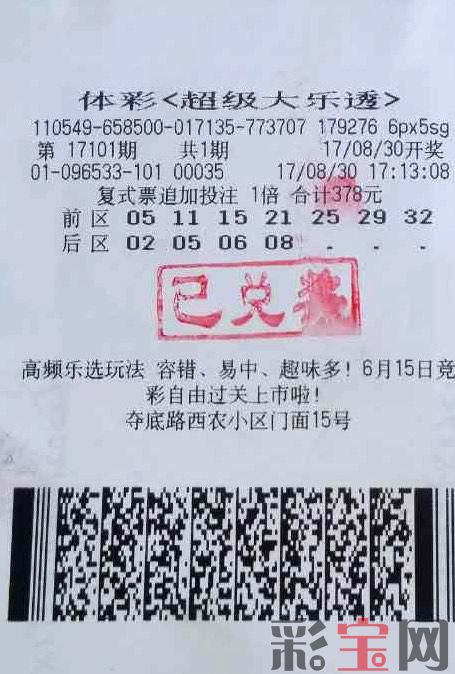 体彩<超级大乐透>
110549-658500-017135-773707 179276 6px5sg
第 17101期 共1期 17/08/30开奖
01-096533-101 00035 17/08/30 17:13:08
复式票追加投注 1倍 合计378元
前区 05 11 15 21 25 29 32
后区 02 05 06 08 . . .
已兑奖
高频乐选玩法 容错、易中、趣味多! 6月15日竞
彩自由过关上市啦!
夺底路西农小区门面15号
彩宝网